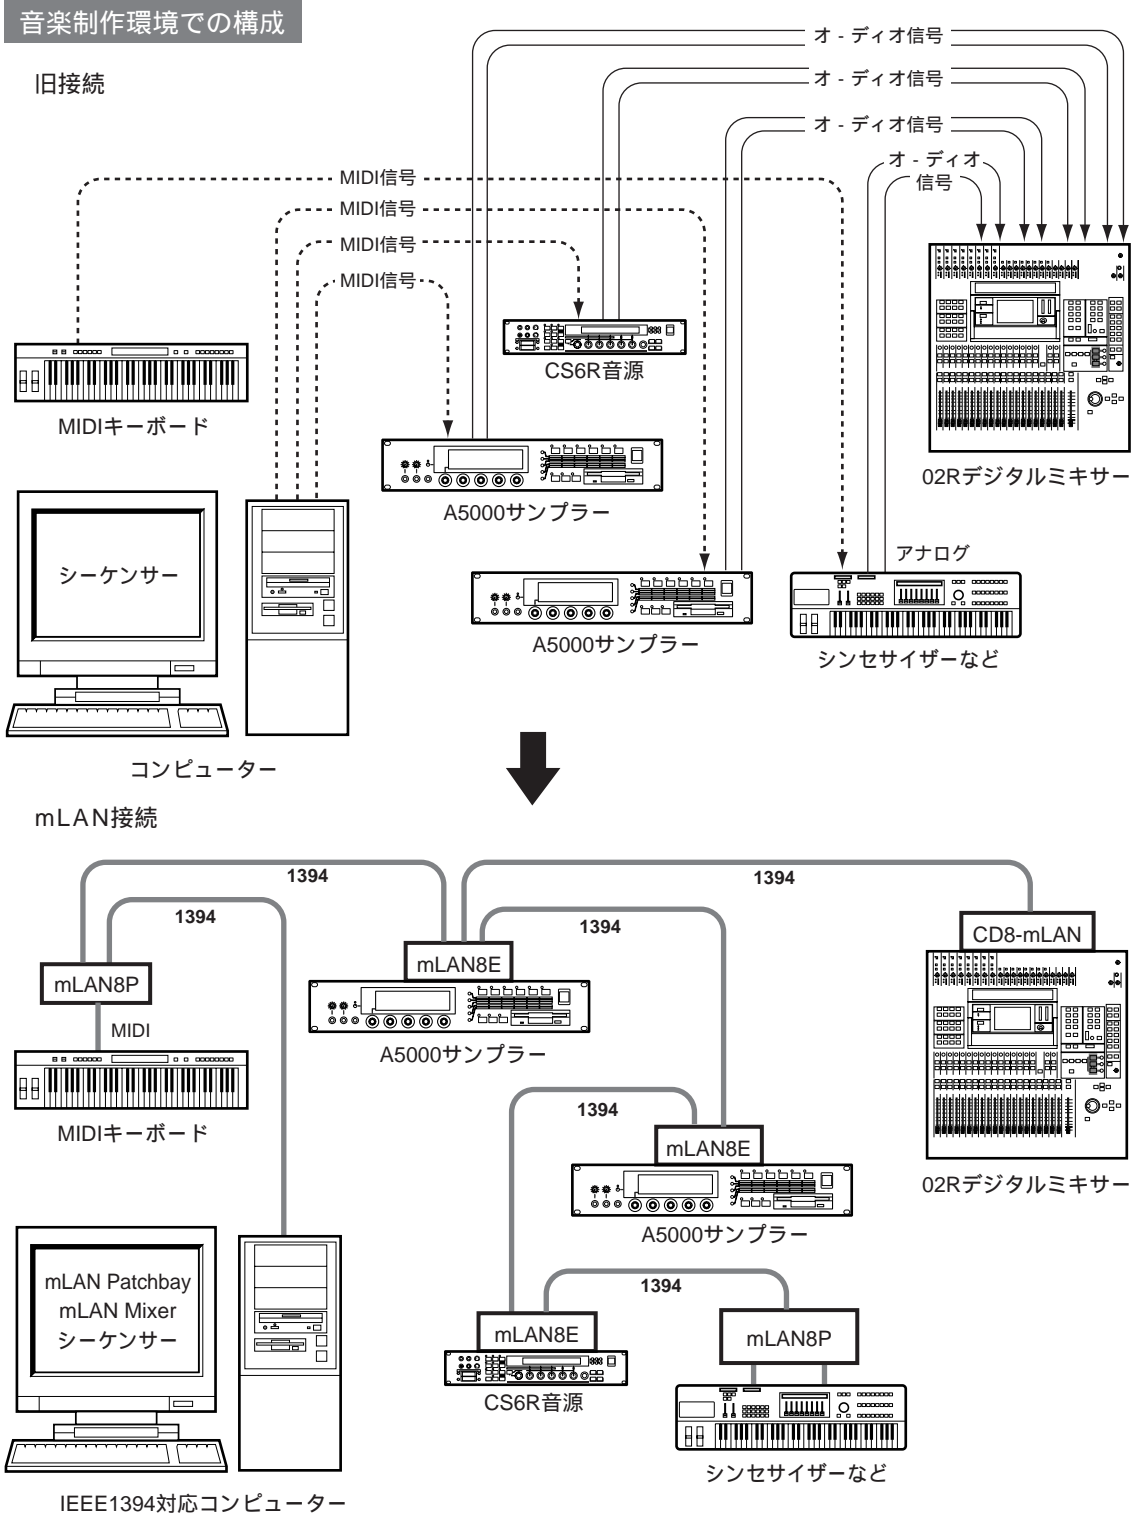 音楽制作環境での構成
旧接続
オ - ディオ信号
オ - ディオ信号
オ - ディオ信号
オ - ディオ
信号
MIDI信号
MIDI信号
MIDI信号
MIDI信号
CS6R音源
MIDIキーボード
02Rデジタルミキサー
A5000サンプラー
アナログ
シーケンサー
A5000サンプラー
シンセサイザーなど
コンピューター
mLAN接続
1394
1394
1394
1394
CD8-mLAN
mLAN8E
mLAN8P
MIDI
A5000サンプラー
1394
MIDIキーボード
mLAN8E
02Rデジタルミキサー
A5000サンプラー
mLAN Patchbay
mLAN Mixer
シーケンサー
1394
mLAN8E
mLAN8P
CS6R音源
シンセサイザーなど
IEEE1394対応コンピューター